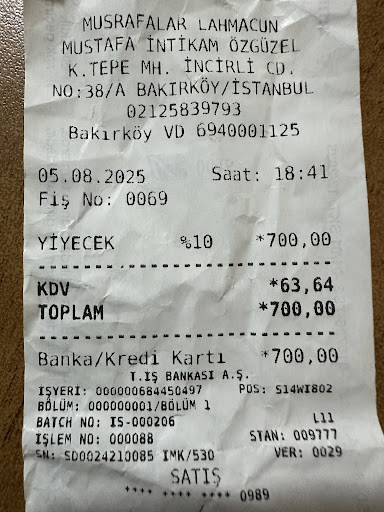 MUSRAFALAR LAHMACUN
MUSTAFA İNTİKAM ÖZGÜZEL
K.TEPE MH. İNCİRLİ CD.
NO:38/A BAKIRKÖY/İSTANBUL
02125839793
Bakırköy VD 6940001125
05.08.2025 Saat: 18:41
Fiş No: 0069
YİYECEK %10 *700,00
KDV *63,64
TOPLAM *700,00
Banka/Kredi Kartı *700,00
T.IŞ BANKASI A.Ş.
IŞYERI: 000000684450497 POS: S14WI802
BÖLÜM: 000000001/BÖLÜM 1
BATCH NO: IS-000206 L11
IŞLEM NO: 000088 STAN: 009777
SN: SD0024210085 IMK/530 VER: 0029
SATIŞ
**** **** **** 0989